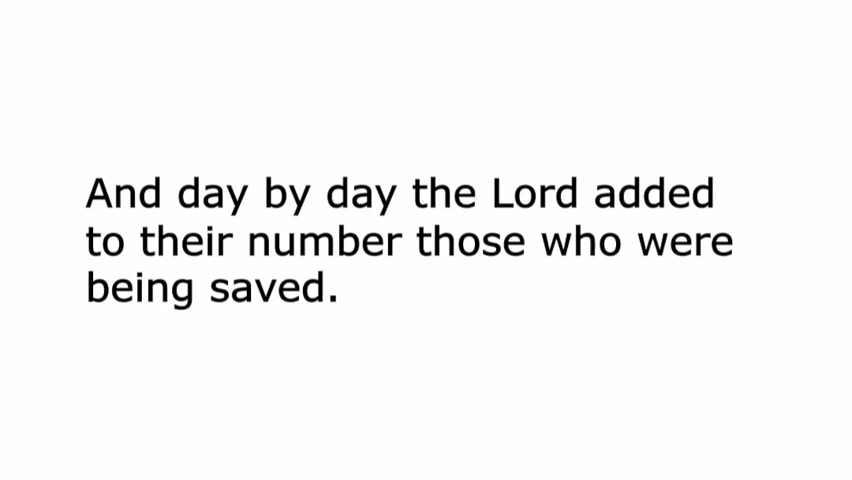 And day by day the Lord added
to their number those who were
being saved.